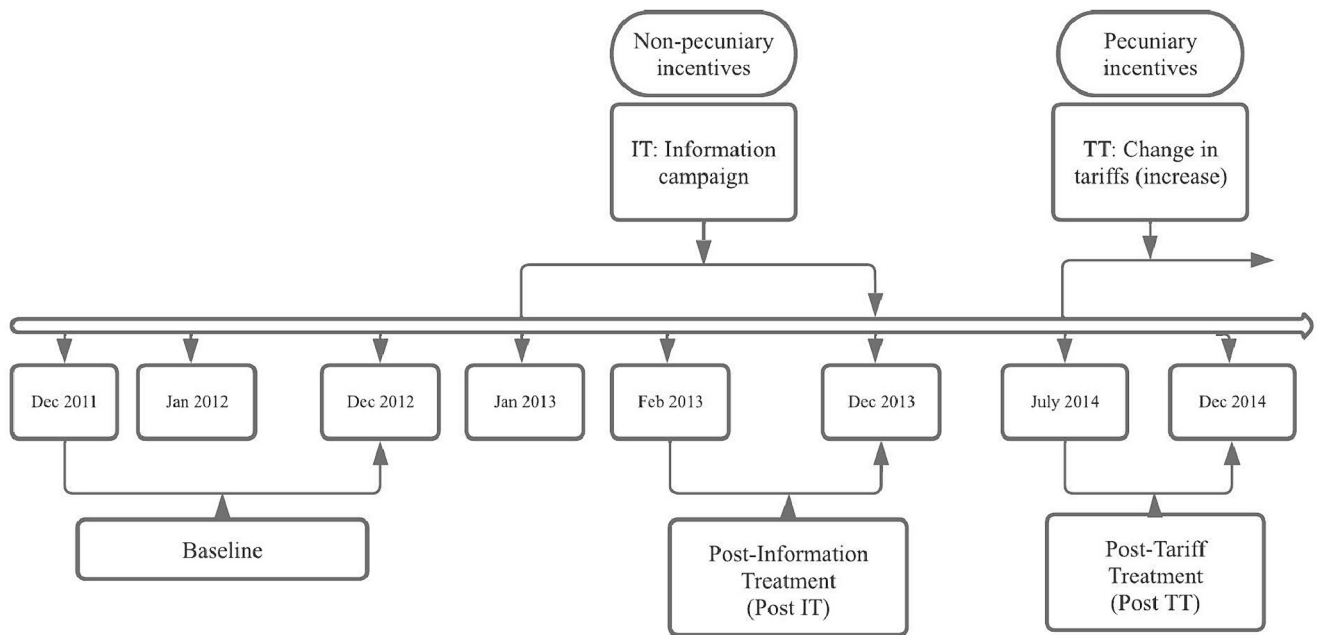 Non-pecuniary
incentives
Pecuniary
incentives
IT: Information
campaign
TT: Change in
tariffs (increase)
Dec 2011
Jan 2012
Dec 2012
Jan 2013
Feb 2013
Dec 2013
July 2014
Dec 2014
Baseline
Post-Information
Treatment
(Post IT)
Post-Tariff
Treatment
(Post TT)